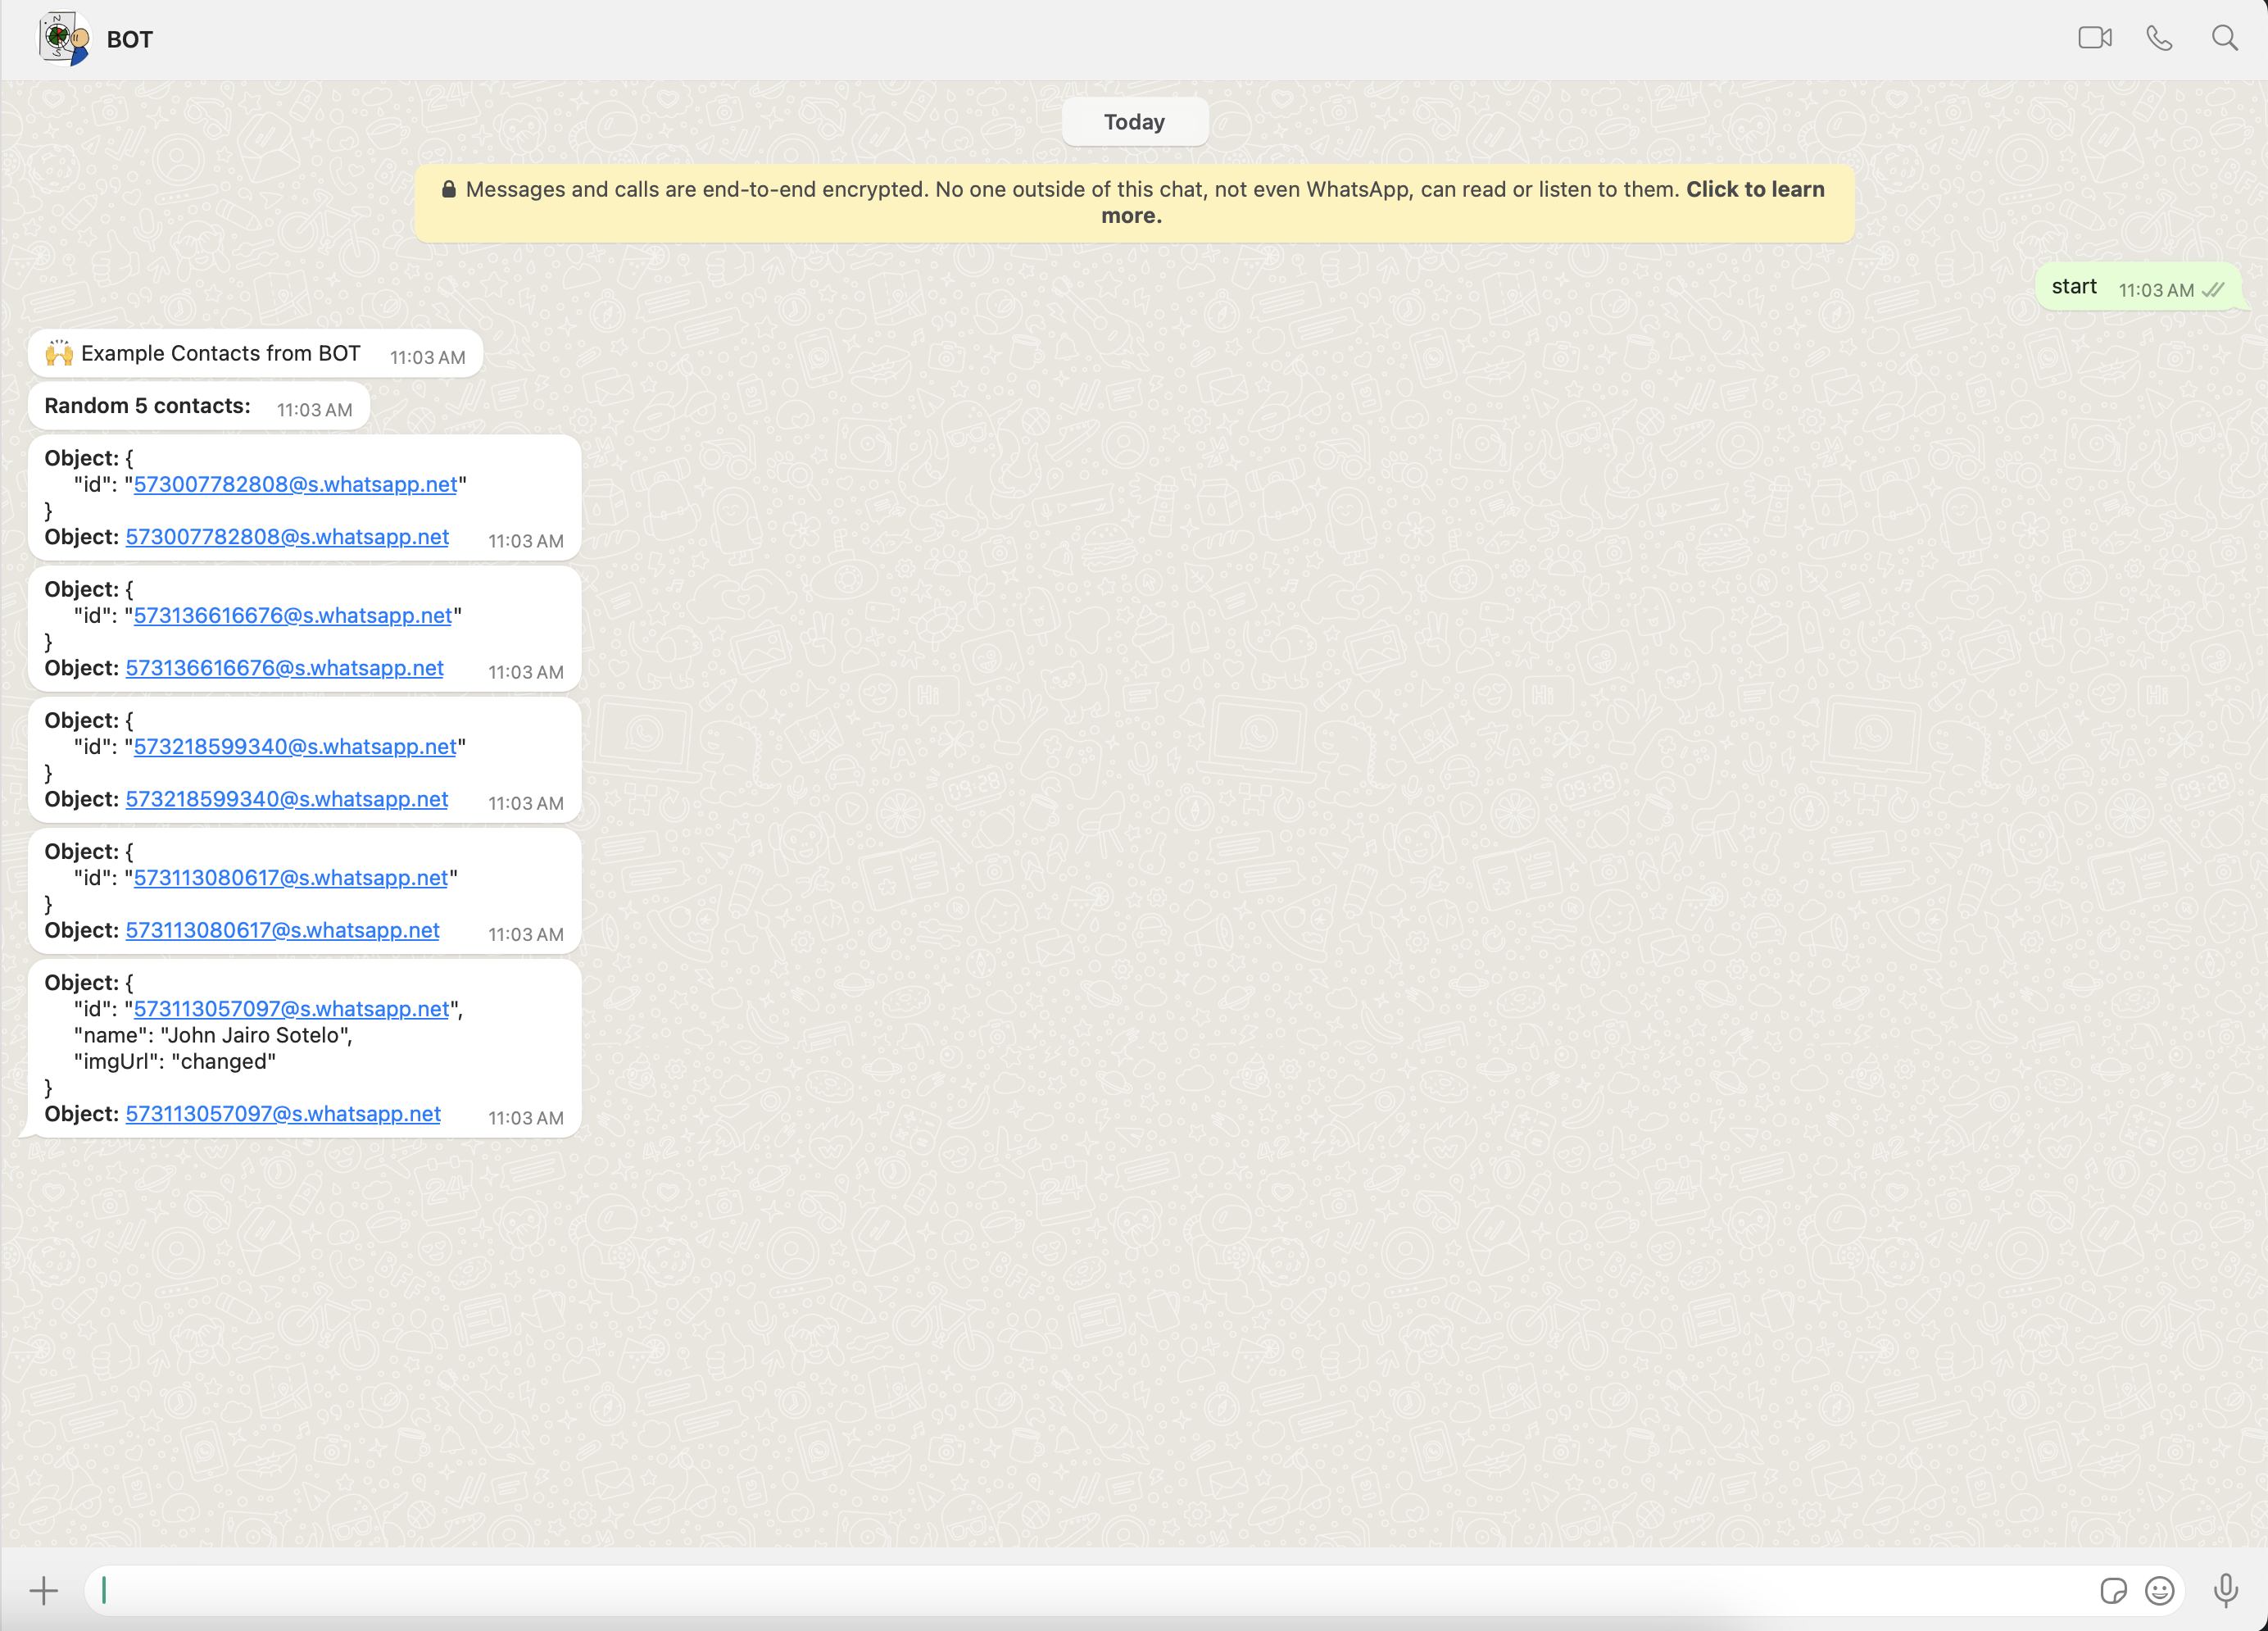 BOT
Today
Messages and calls are end-to-end encrypted. No one outside of this chat, not even WhatsApp, can read or listen to them. Click to learn
more.
start 11:03 AM
🙌 Example Contacts from BOT 11:03 AM
Random 5 contacts: 11:03 AM
Object: {
"id": "573007782808@s.whatsapp.net"
}
Object: 573007782808@s.whatsapp.net 11:03 AM
Object: {
"id": "573136616676@s.whatsapp.net"
}
Object: 573136616676@s.whatsapp.net 11:03 AM
Object: {
"id": "573218599340@s.whatsapp.net"
}
Object: 573218599340@s.whatsapp.net 11:03 AM
Object: {
"id": "573113080617@s.whatsapp.net"
}
Object: 573113080617@s.whatsapp.net 11:03 AM
Object: {
"id": "573113057097@s.whatsapp.net",
"name": "John Jairo Sotelo",
"imgUrl": "changed"
}
Object: 573113057097@s.whatsapp.net 11:03 AM